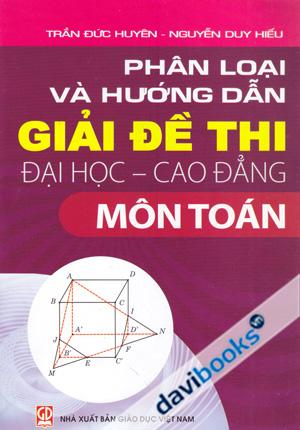 TRẦN ĐỨC HUYÊN - NGUYỄN DUY HIẾU
PHÂN LOẠI
VÀ HƯỚNG DẪN
GIẢI ĐỀ THI
ĐẠI HỌC – CAO ĐẲNG
MÔN TOÁN
A
D
B
C
I
A'
D'
N
J
B'
E
C'
F
M
davibooks.vn
NHÀ XUẤT BẢN GIÁO DỤC VIỆT NAM